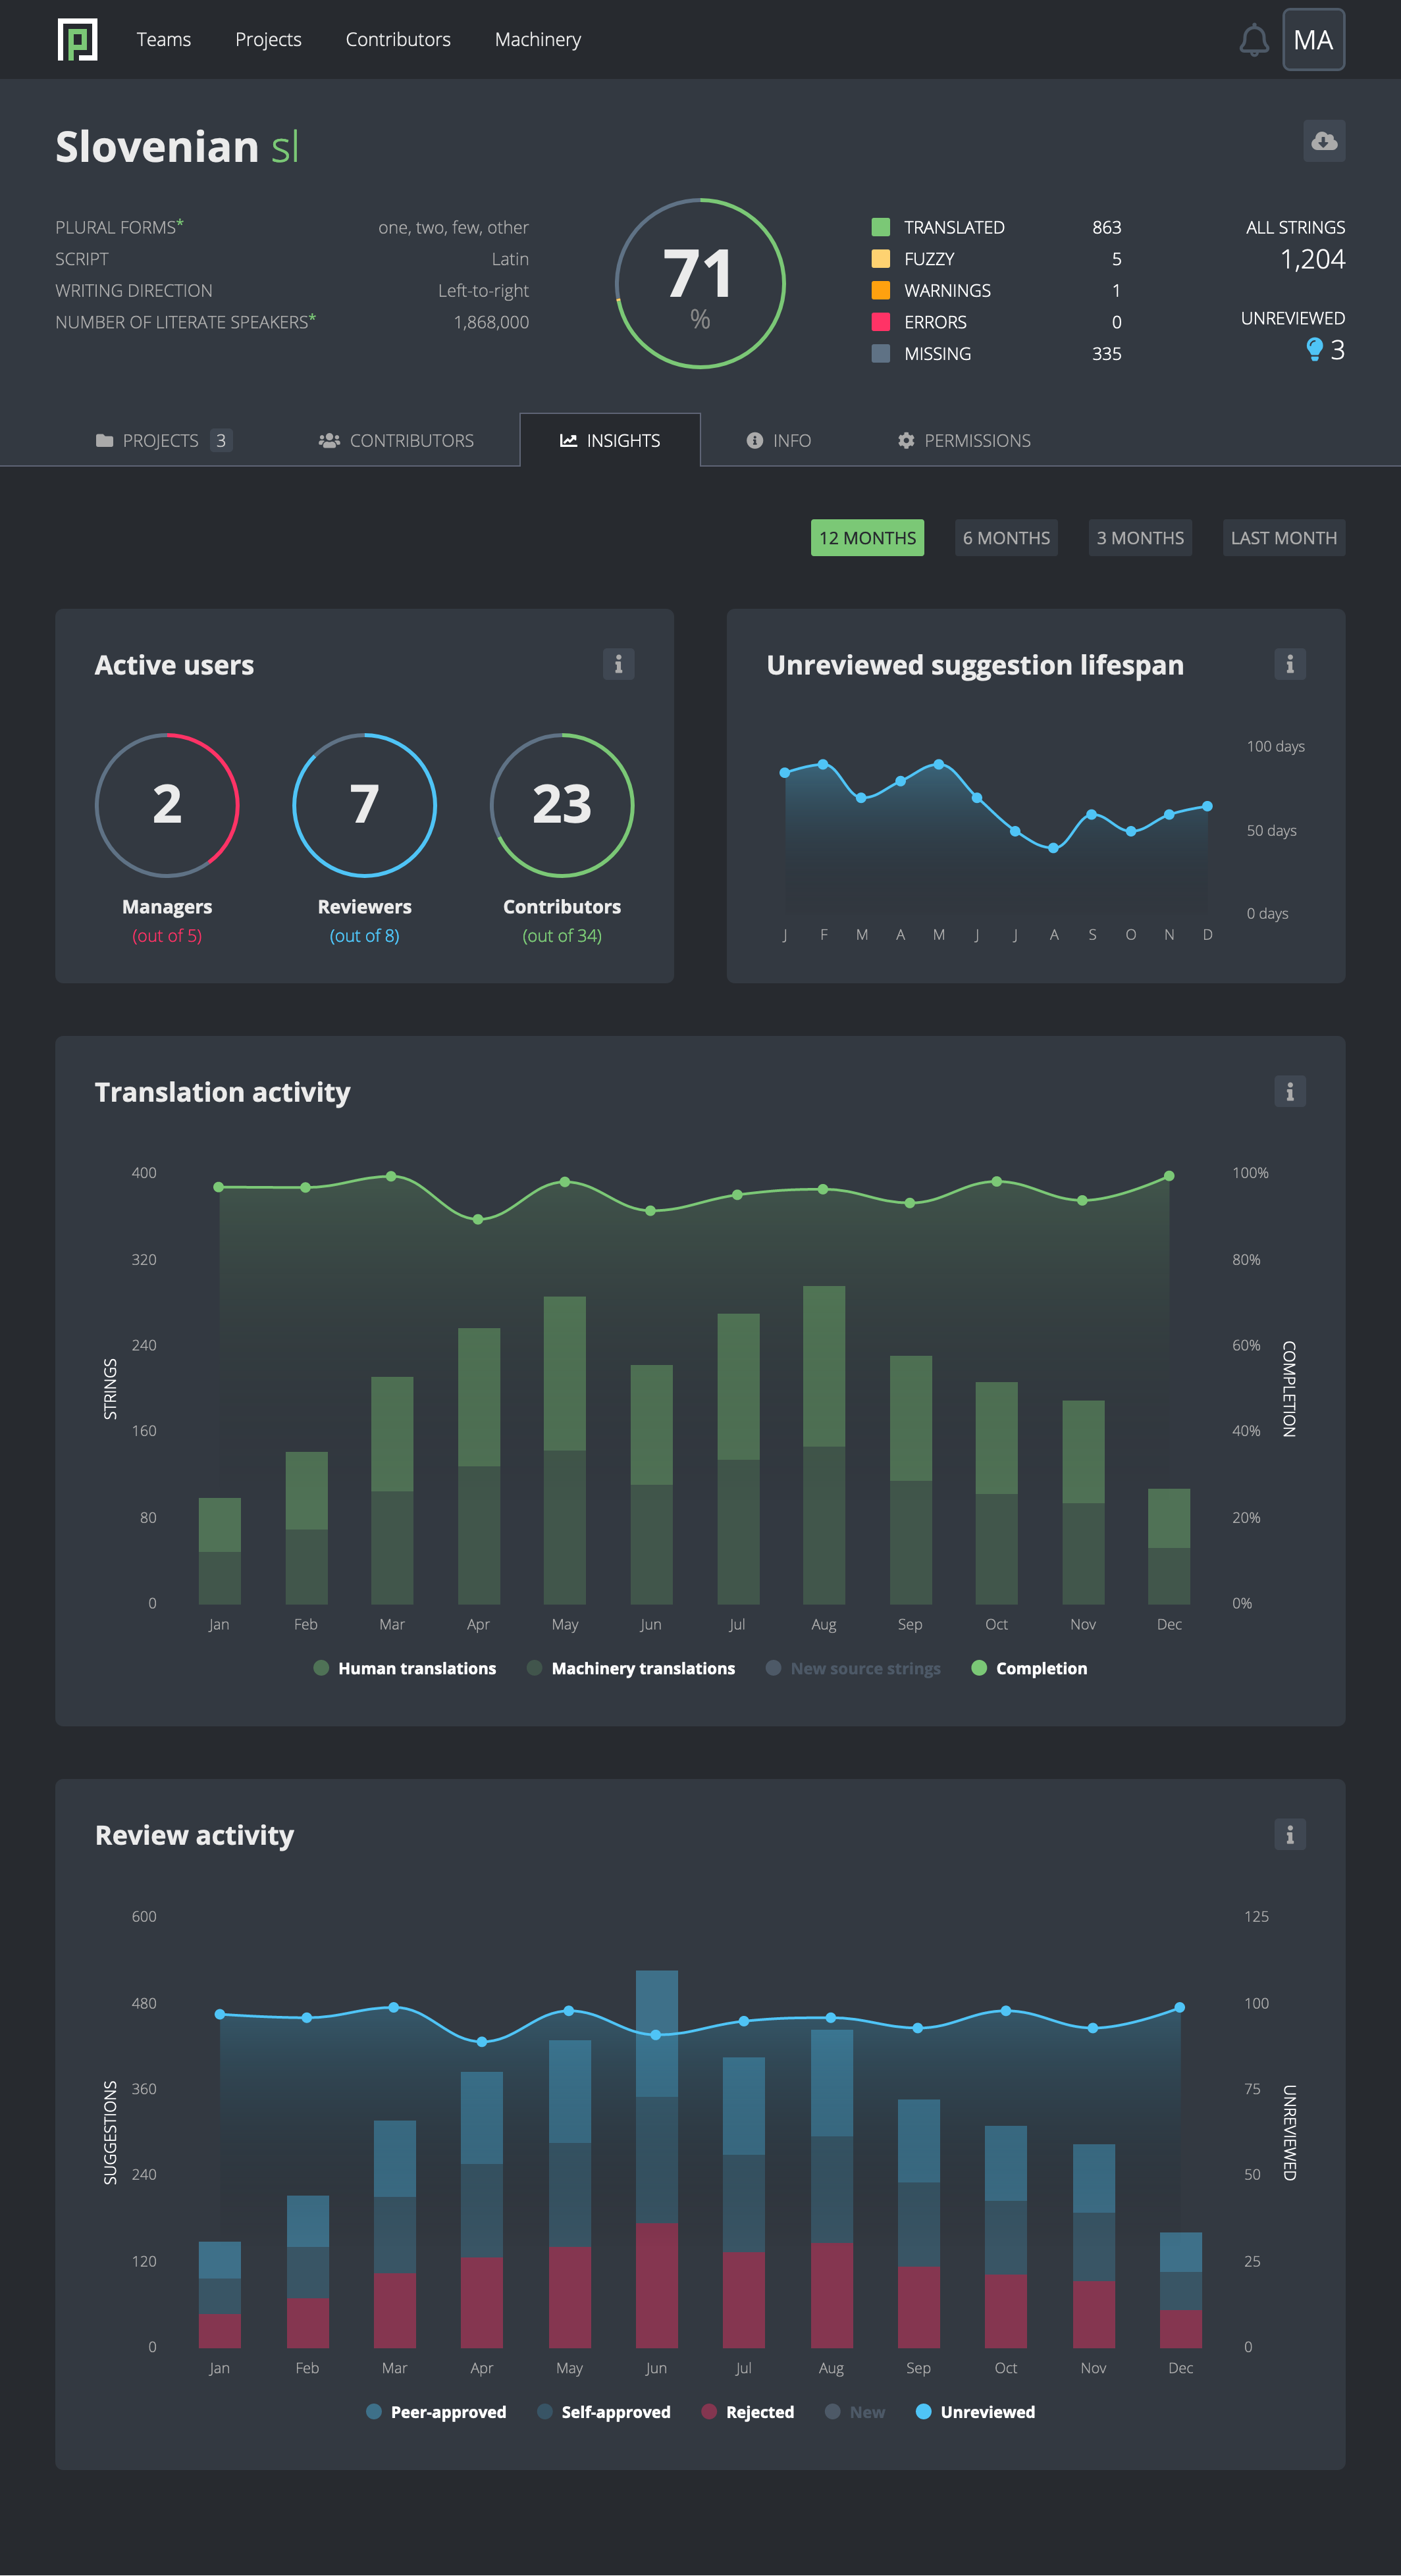 Teams Projects Contributors Machinery MA
Slovenian sl
PLURAL FORMS* one, two, few, other
SCRIPT Latin
WRITING DIRECTION Left-to-right
NUMBER OF LITERATE SPEAKERS* 1,868,000
71
%
TRANSLATED 863
FUZZY 5
WARNINGS 1
ERRORS 0
MISSING 335
ALL STRINGS
1,204
UNREVIEWED
3
PROJECTS 3 CONTRIBUTORS INSIGHTS INFO PERMISSIONS
12 MONTHS 6 MONTHS 3 MONTHS LAST MONTH
Active users
2 7 23
Managers Reviewers Contributors
(out of 5) (out of 8) (out of 34)
Unreviewed suggestion lifespan
100 days
50 days
0 days
J F M A M J J A S O N D
Translation activity
400 100%
320 80%
240 60%
STRINGS COMPLETION
160 40%
80 20%
0 0%
Jan Feb Mar Apr May Jun Jul Aug Sep Oct Nov Dec
Human translations Machinery translations New source strings Completion
Review activity
600 125
480 100
360 75
SUGGESTIONS UNREVIEWED
240 50
120 25
0 0
Jan Feb Mar Apr May Jun Jul Aug Sep Oct Nov Dec
Peer-approved Self-approved Rejected New Unreviewed